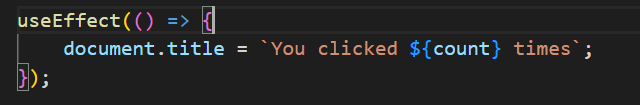 useEffect(() => {
    document.title = `You clicked ${count} times`;
});